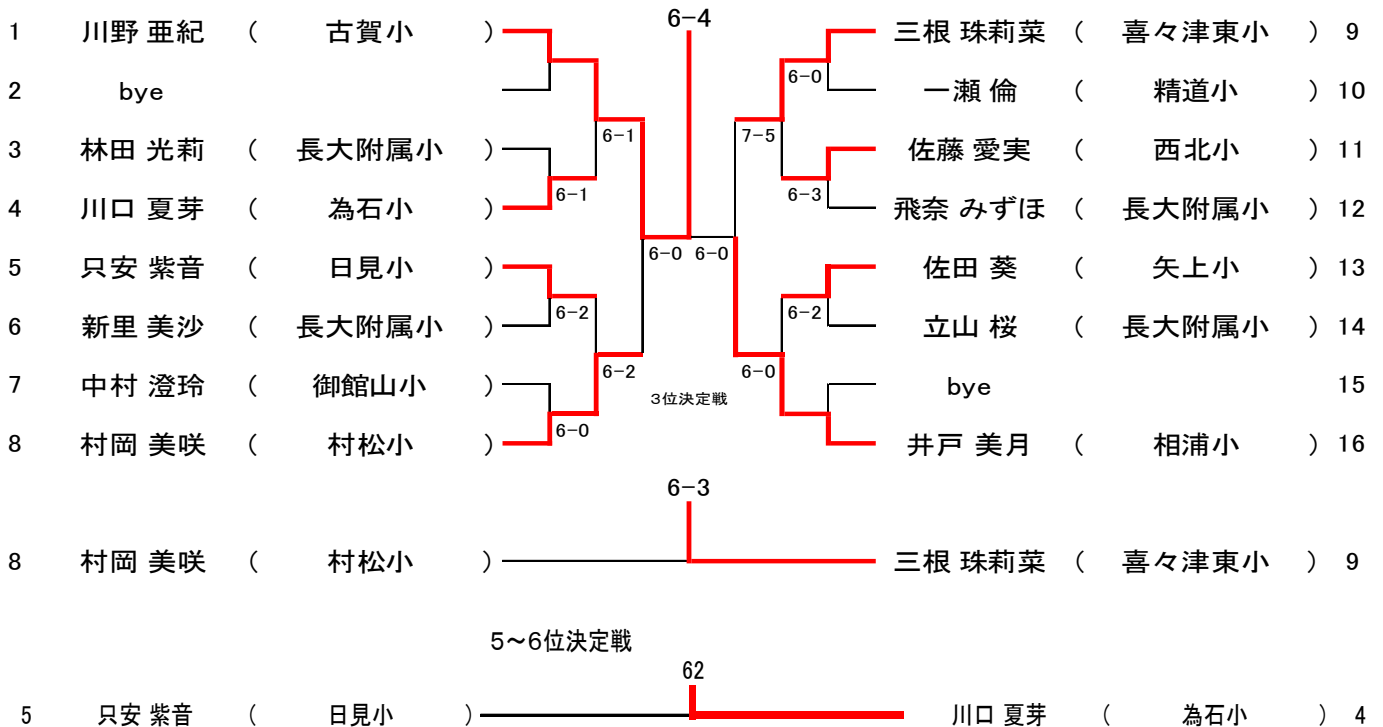 6-4
1 川野 亜紀 ( 古賀小 ) 三根 珠莉菜 ( 喜々津東小 ) 9
6-0
2 bye 一瀬 倫 ( 精道小 ) 10
6-1 7-5
3 林田 光莉 ( 長大附属小 ) 佐藤 愛実 ( 西北小 ) 11
6-1 6-3
4 川口 夏芽 ( 為石小 ) 飛奈 みずほ ( 長大附属小 ) 12
6-0 6-0
5 只安 紫音 ( 日見小 ) 佐田 葵 ( 矢上小 ) 13
6-2 6-2
6 新里 美沙 ( 長大附属小 ) 立山 桜 ( 長大附属小 ) 14
6-2 6-0
7 中村 澄玲 ( 御館山小 ) bye 15
3位決定戦
6-0
8 村岡 美咲 ( 村松小 ) 井戸 美月 ( 相浦小 ) 16
6-3
8 村岡 美咲 ( 村松小 ) 三根 珠莉菜 ( 喜々津東小 ) 9
5～6位決定戦
62
5 只安 紫音 ( 日見小 ) 川口 夏芽 ( 為石小 ) 4